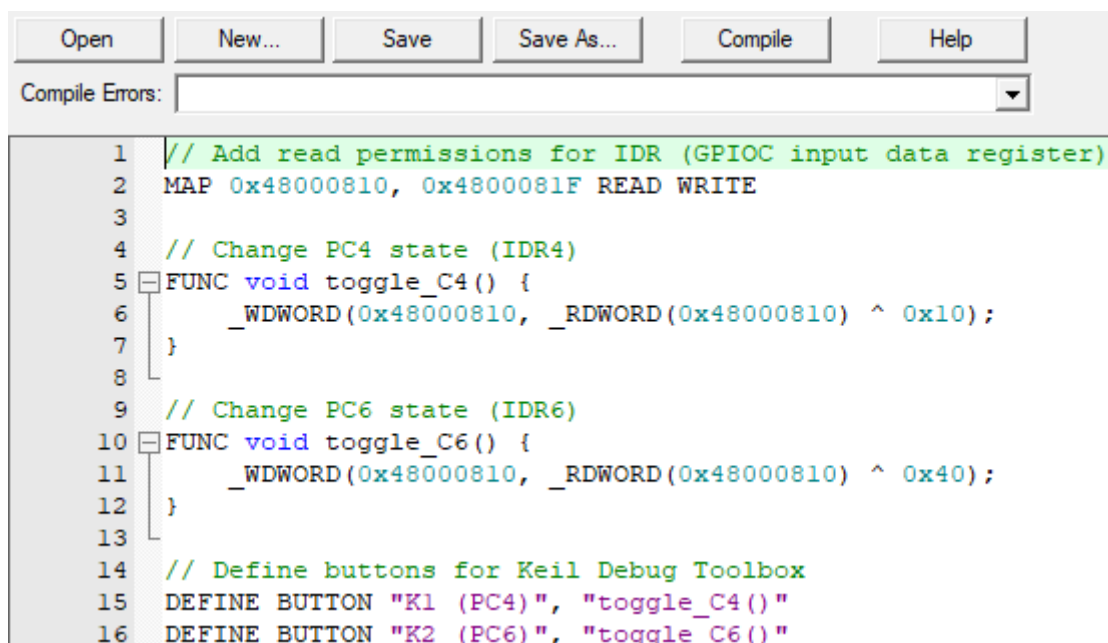 Open New... Save Save As... Compile Help
Compile Errors:
1 // Add read permissions for IDR (GPIOC input data register)
2 MAP 0x48000810, 0x4800081F READ WRITE
3
4 // Change PC4 state (IDR4)
5 FUNC void toggle_C4() {
6 _WDWORD(0x48000810, _RDWORD(0x48000810) ^ 0x10);
7 }
8
9 // Change PC6 state (IDR6)
10 FUNC void toggle_C6() {
11 _WDWORD(0x48000810, _RDWORD(0x48000810) ^ 0x40);
12 }
13
14 // Define buttons for Keil Debug Toolbox
15 DEFINE BUTTON "K1 (PC4)", "toggle_C4()"
16 DEFINE BUTTON "K2 (PC6)", "toggle_C6()"